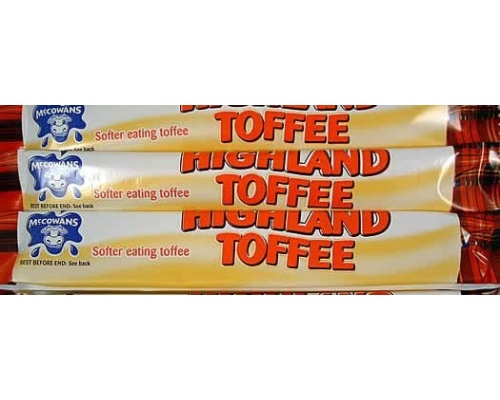 McCOWANS
Softer eating toffee
HIGHLAND
TOFFEE
McCOWANS
Softer eating toffee
BEST BEFORE END: See back
HIGHLAND
TOFFEE
McCOWANS
Softer eating toffee
BEST BEFORE END: See back
HIGHLAND
TOFFEE